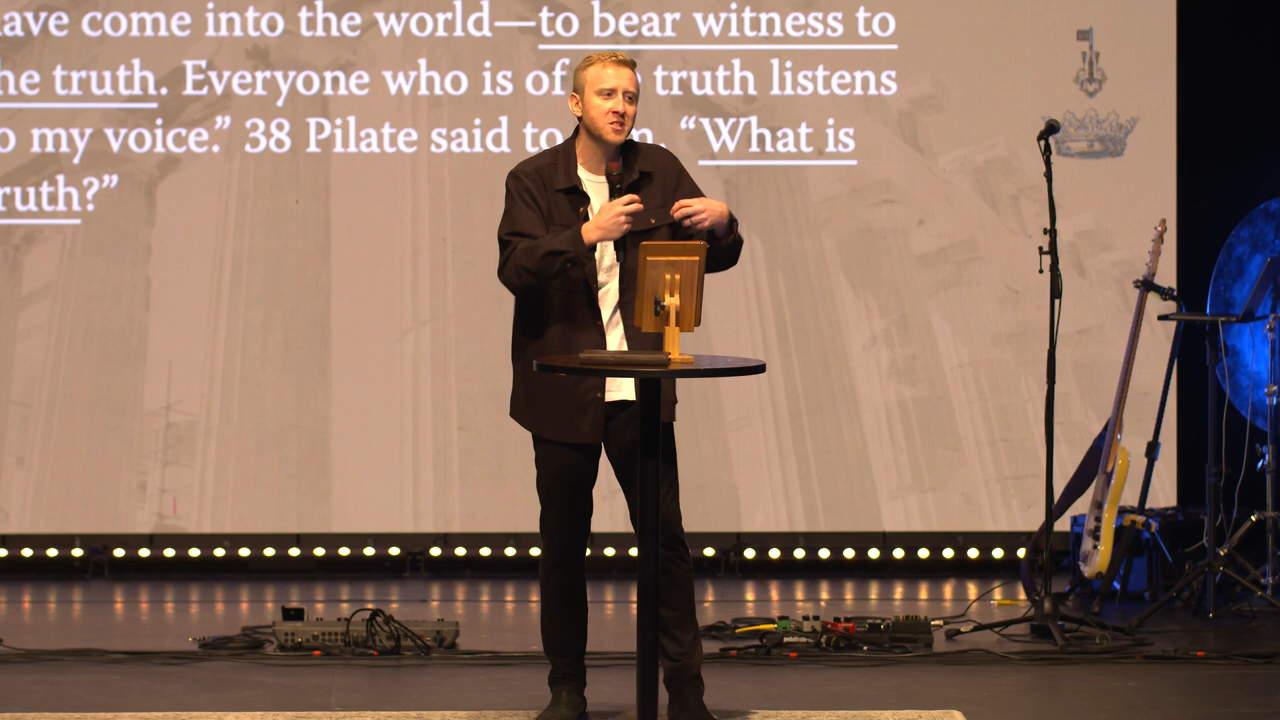 ave come into the world—to bear witness to
he truth. Everyone who is of truth listens
o my voice.” 38 Pilate said to “What is
ruth?”